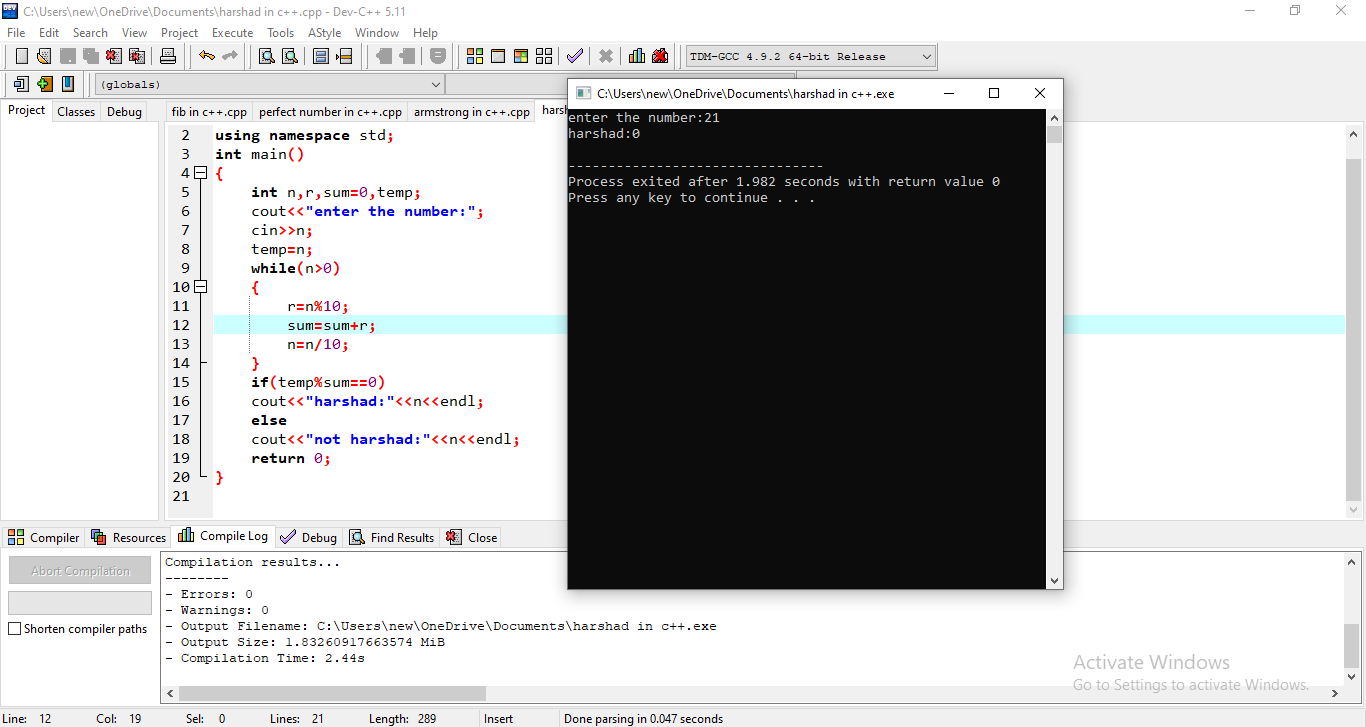 C:\Users\new\OneDrive\Documents\harshad in c++.cpp - Dev-C++ 5.11
File Edit Search View Project Execute Tools AStyle Window Help
TDM-GCC 4.9.2 64-bit Release
(globals)
Project Classes Debug
fib in c++.cpp perfect number in c++.cpp armstrong in c++.cpp
2 using namespace std;
3 int main()
4 {
5 int n,r,sum=0,temp;
6 cout<<"enter the number:";
7 cin>>n;
8 temp=n;
9 while(n>0)
10 {
11 r=n%10;
12 sum=sum+r;
13 n=n/10;
14 }
15 if(temp%sum==0)
16 cout<<"harshad:"<<n<<endl;
17 else
18 cout<<"not harshad:"<<n<<endl;
19 return 0;
20 }
21
C:\Users\new\OneDrive\Documents\harshad in c++.exe
enter the number:21
harshad:0
--------------------------------
Process exited after 1.982 seconds with return value 0
Press any key to continue . . .
Compiler Resources Compile Log Debug Find Results Close
Abort Compilation
Shorten compiler paths
Compilation results...
--------
- Errors: 0
- Warnings: 0
- Output Filename: C:\Users\new\OneDrive\Documents\harshad in c++.exe
- Output Size: 1.83260917663574 MiB
- Compilation Time: 2.44s
Activate Windows
Go to Settings to activate Windows.
Line: 12 Col: 19 Sel: 0 Lines: 21 Length: 289 Insert Done parsing in 0.047 seconds